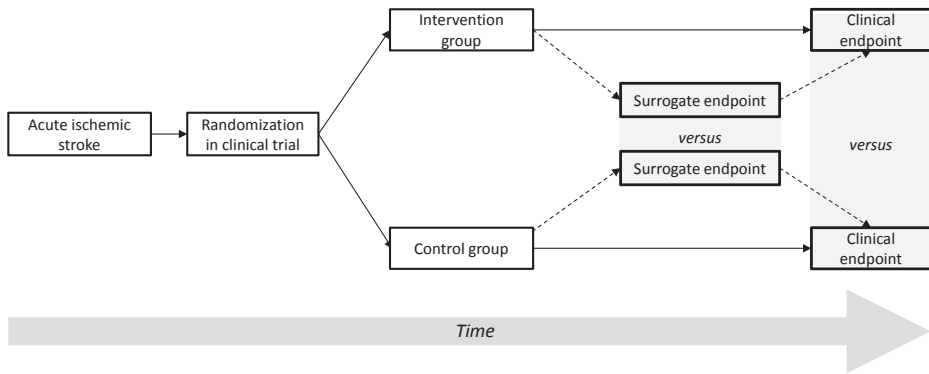 Intervention
group
Clinical
endpoint
Surrogate endpoint
Acute ischemic
stroke
Randomization
in clinical trial
versus
versus
Surrogate endpoint
Control group
Clinical
endpoint
Time